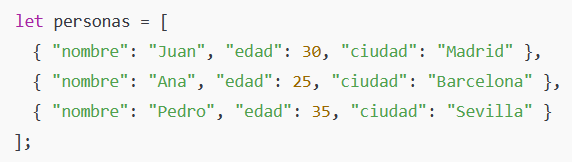 let personas = [
  { "nombre": "Juan", "edad": 30, "ciudad": "Madrid" },
  { "nombre": "Ana", "edad": 25, "ciudad": "Barcelona" },
  { "nombre": "Pedro", "edad": 35, "ciudad": "Sevilla" }
];